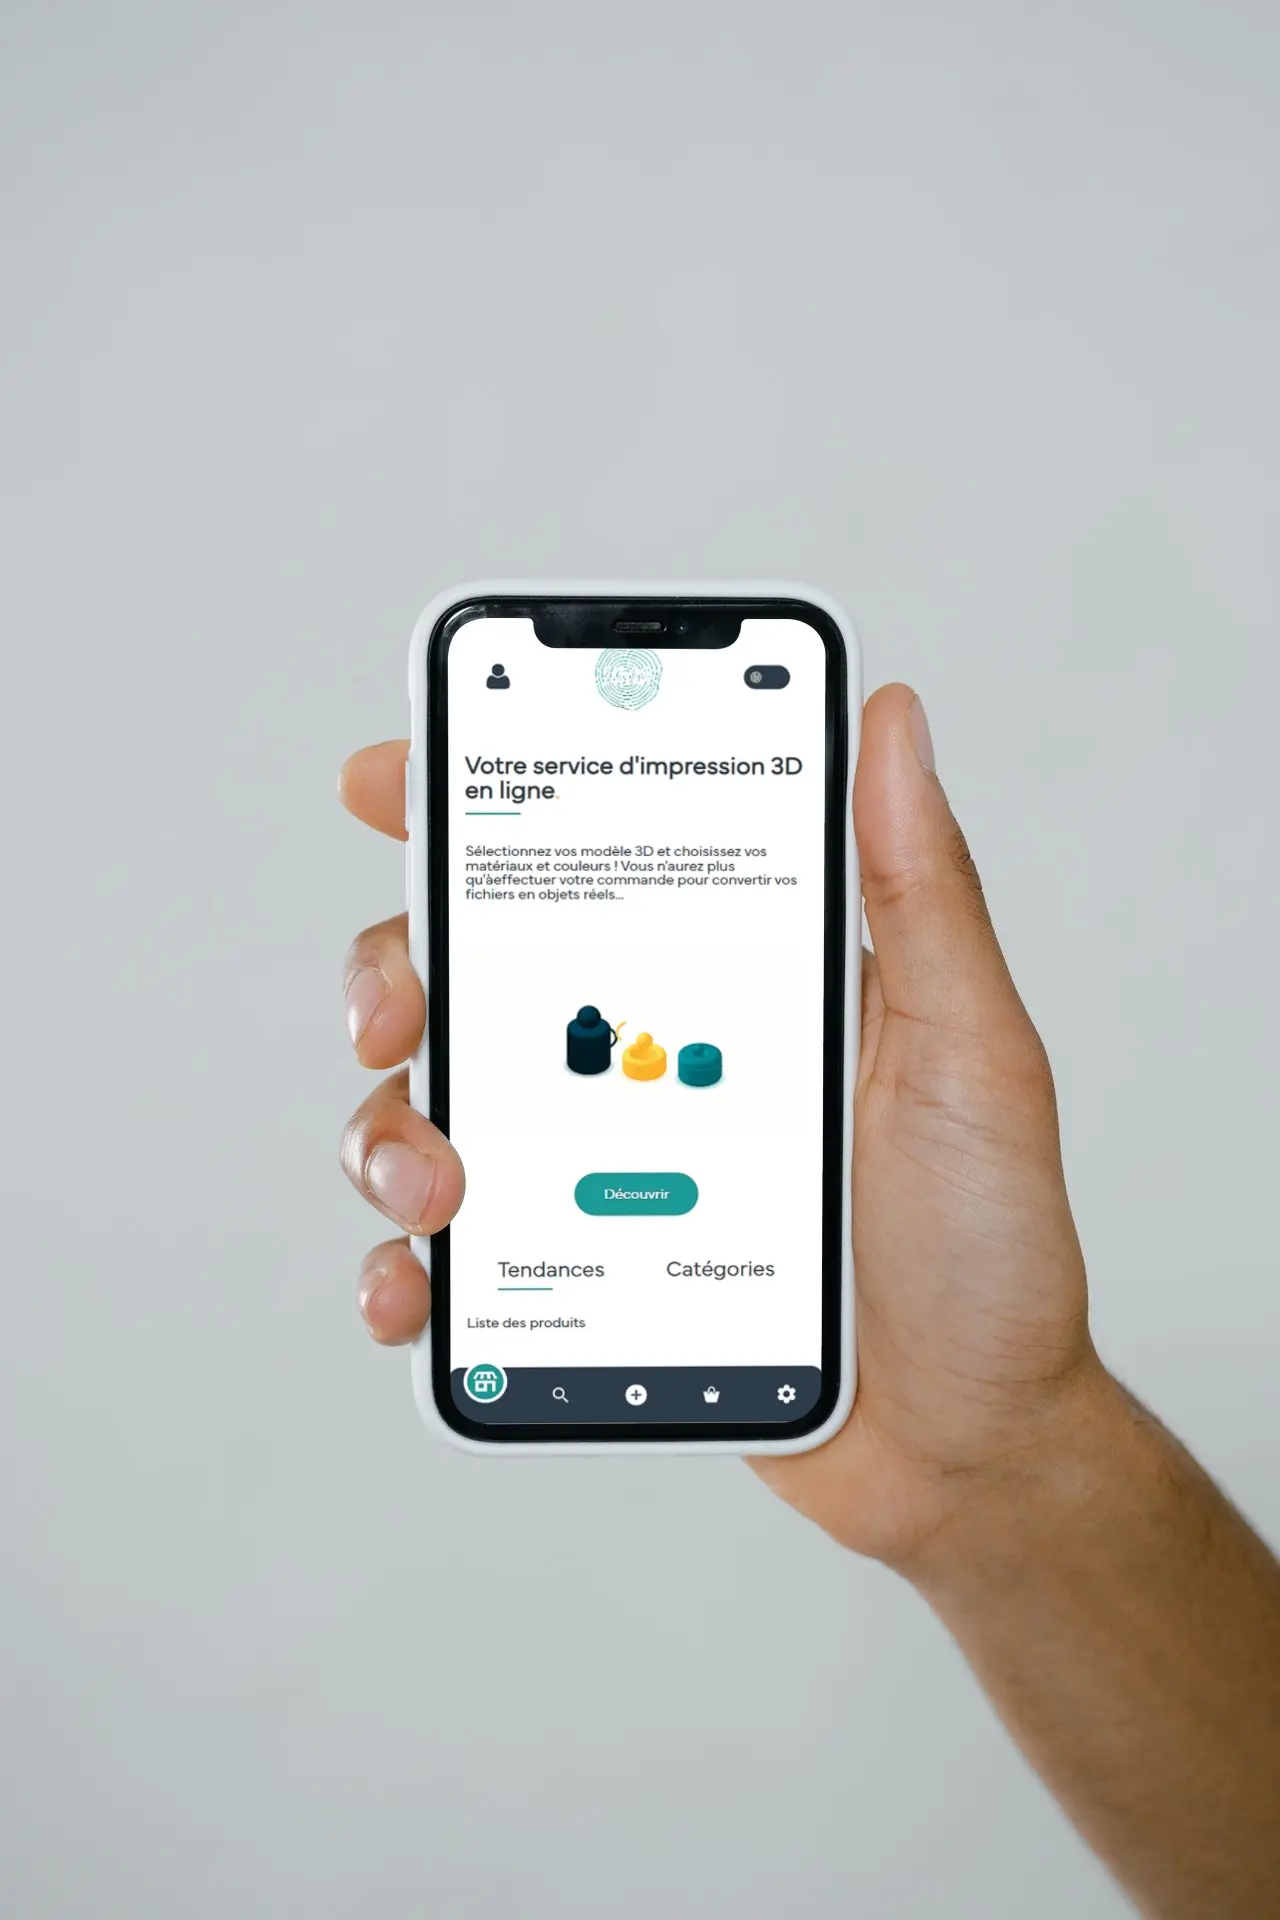 Votre service d'impression 3D
en ligne.
Sélectionnez vos modèle 3D et choisissez vos
matériaux et couleurs ! Vous n'aurez plus
qu'àeffectuer votre commande pour convertir vos
fichiers en objets réels...
Découvrir
Tendances Catégories
Liste des produits